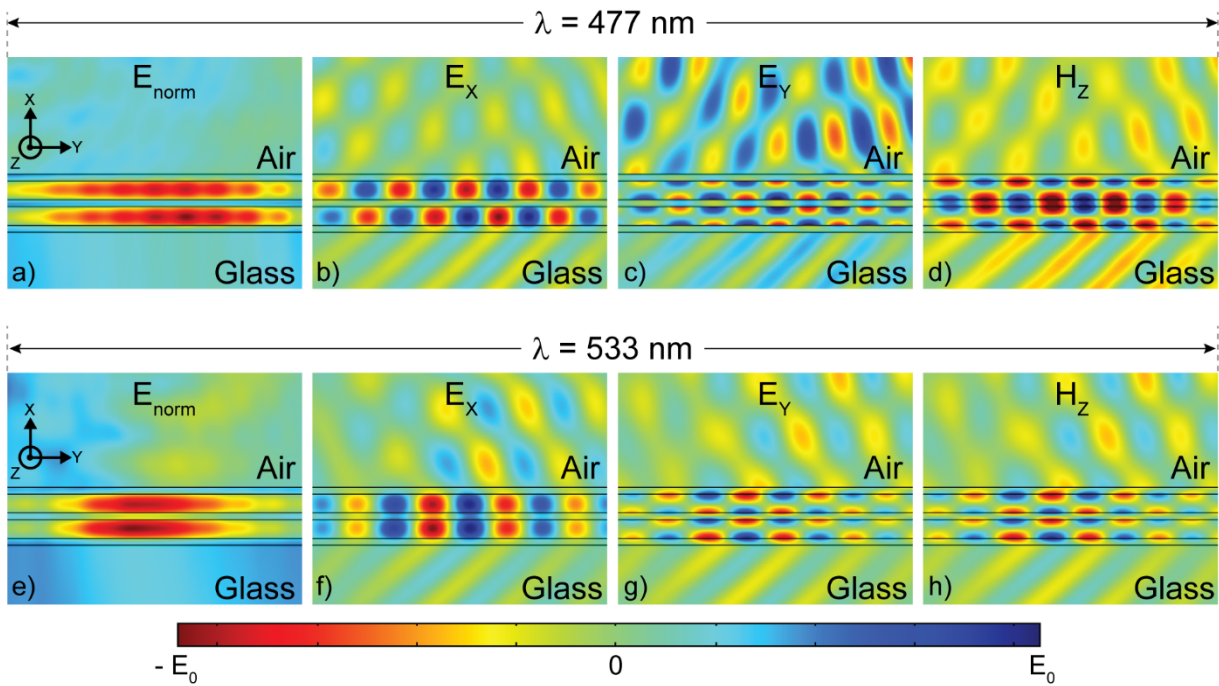 λ = 477 nm
E_norm
E_X
E_Y
H_Z
X
Z
Y
Air
Air
Air
Air
a)
Glass
b)
Glass
c)
Glass
d)
Glass
λ = 533 nm
E_norm
E_X
E_Y
H_Z
X
Z
Y
Air
Air
Air
Air
e)
Glass
f)
Glass
g)
Glass
h)
Glass
- E_0
0
E_0